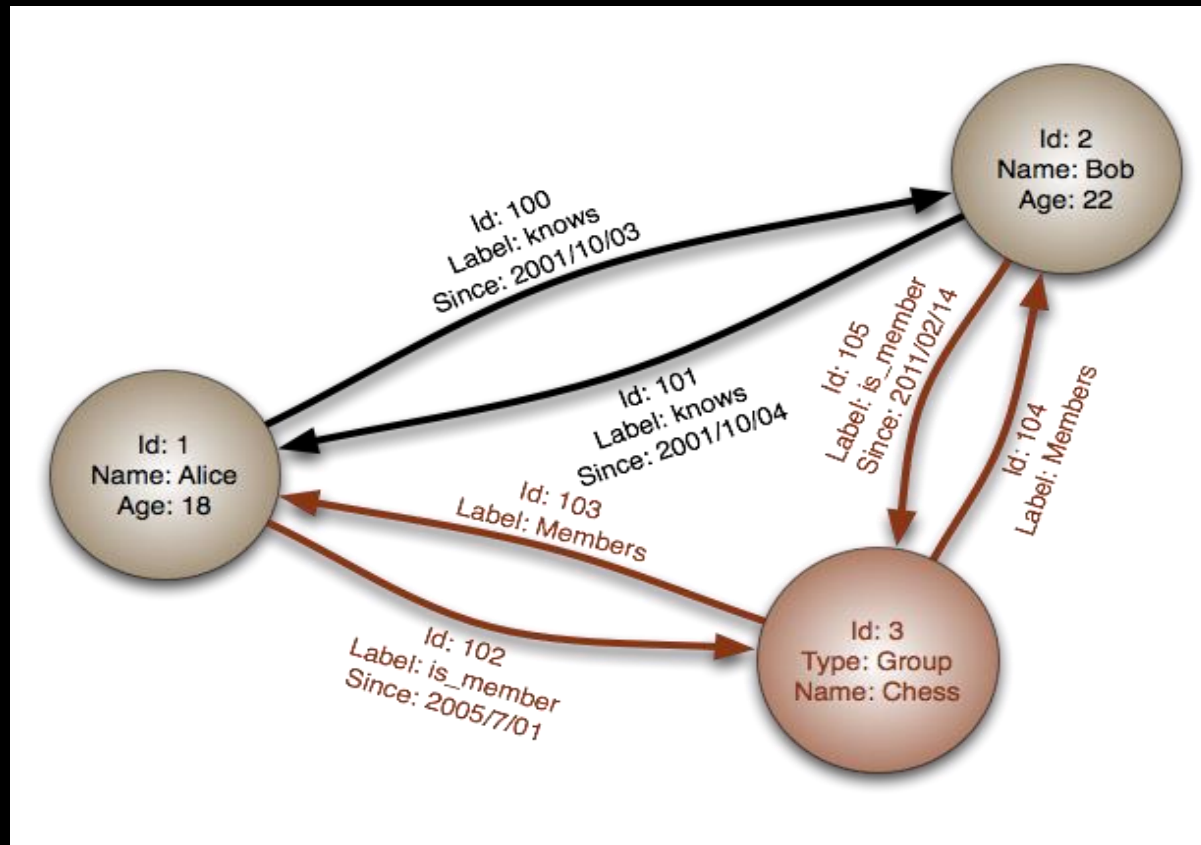 Id: 2
Name: Bob
Age: 22
Id: 100
Label: knows
Since: 2001/10/03
Id: 105
Label: is_member
Since: 2011/02/14
Id: 101
Label: knows
Since: 2001/10/04
Id: 104
Label: Members
Id: 1
Name: Alice
Age: 18
Id: 103
Label: Members
Id: 102
Label: is_member
Since: 2005/7/01
Id: 3
Type: Group
Name: Chess